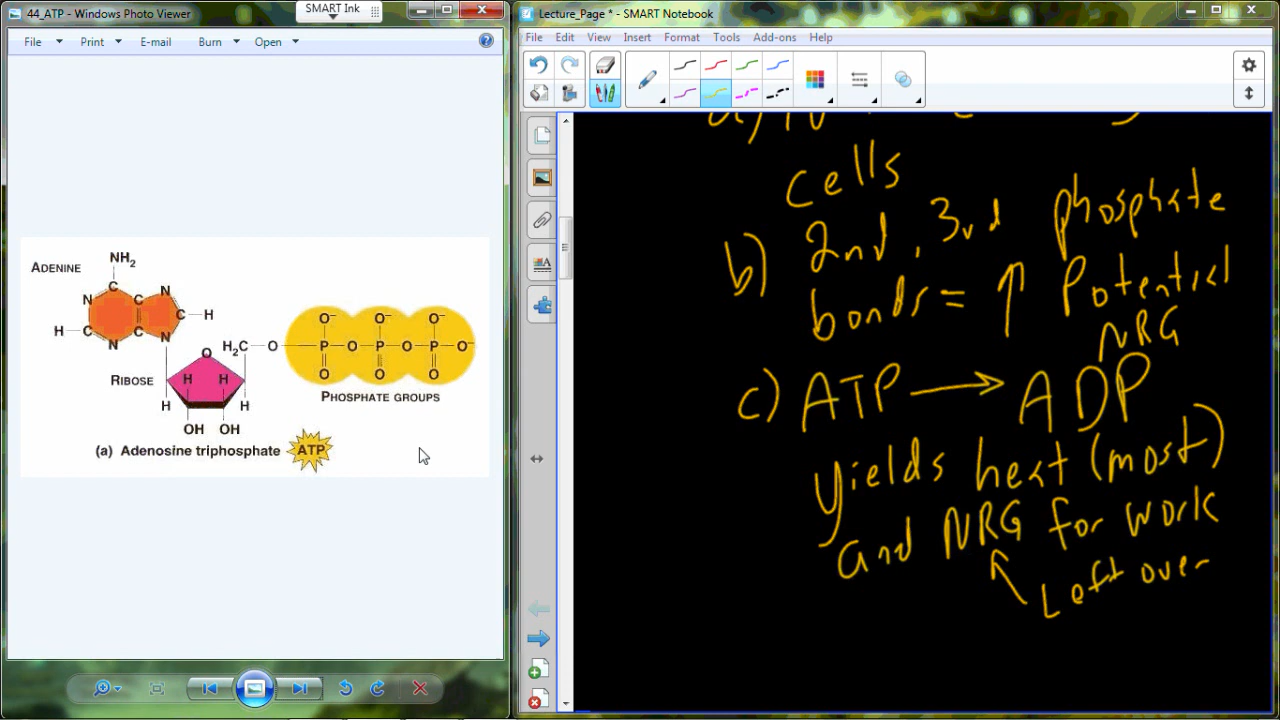 44_ATP - Windows Photo Viewer
SMART Ink
File Print E-mail Burn Open
ADENINE
NH2
C
N C N
C H
H C C
N N
O
H2C O
RIBOSE
H H
H H
OH OH
O− O− O−
P O P O P O−
O O O
PHOSPHATE GROUPS
(a) Adenosine triphosphate ATP
Lecture_Page * - SMART Notebook
File Edit View Insert Format Tools Add-ons Help
cells
b) 2nd, 3rd phosphate
bonds = ↑ Potential
NRG
c) ATP → ADP
yields heat (most)
and NRG for work
Left over